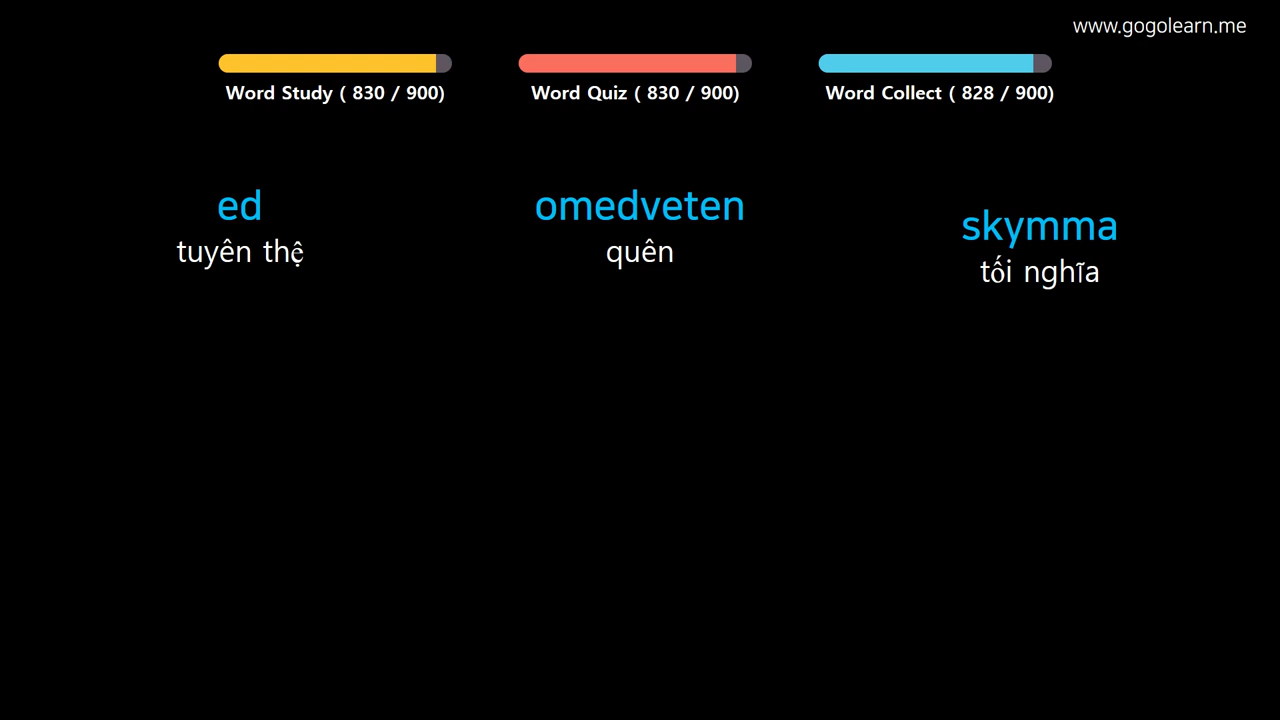 www.gogolearn.me
Word Study ( 830 / 900)
Word Quiz ( 830 / 900)
Word Collect ( 828 / 900)
ed
tuyên thệ
omedveten
quên
skymma
tối nghĩa